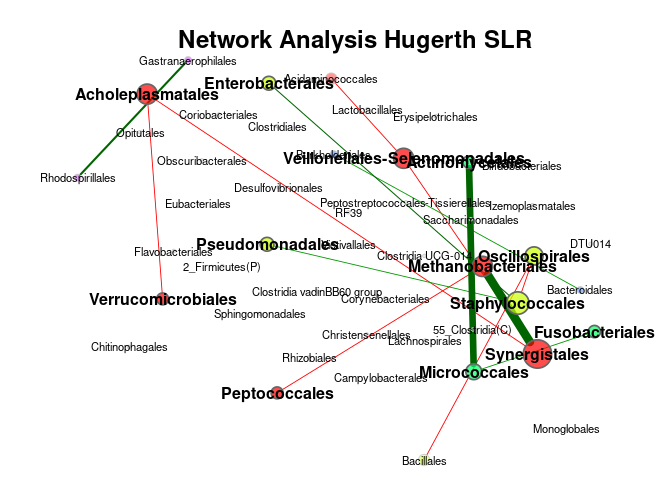 Network Analysis Hugerth SLR
Gastranaerophilales
Acidaminococcales
Enterobacterales
Acholeplasmatales
Lactobacillales
Coriobacteriales
Erysipelotrichales
Clostridiales
Opitutales
Veillonellales-Selenomonadales
Actinomycetales
Obscuribacterales
Bifidobacteriales
Rhodospirillales
Desulfovibrionales
Peptostreptococcales-Tissierellales
Eubacteriales
Izemoplasmatales
RF39
Saccharimonadales
Pseudomonadales
DTU014
Flavobacteriales
Clostridia UCG-014
Oscillospirales
2_Firmicutes(P)
Methanobacteriales
Bacteroidales
Clostridia vadinBB60 group
Verrucomicrobiales
Corynebacteriales
Staphylococcales
Sphingomonadales
55_Clostridia(C)
Fusobacteriales
Christensenellales
Lachnospirales
Chitinophagales
Synergistales
Rhizobiales
Micrococcales
Campylobacterales
Peptococcales
Monoglobales
Bacillales